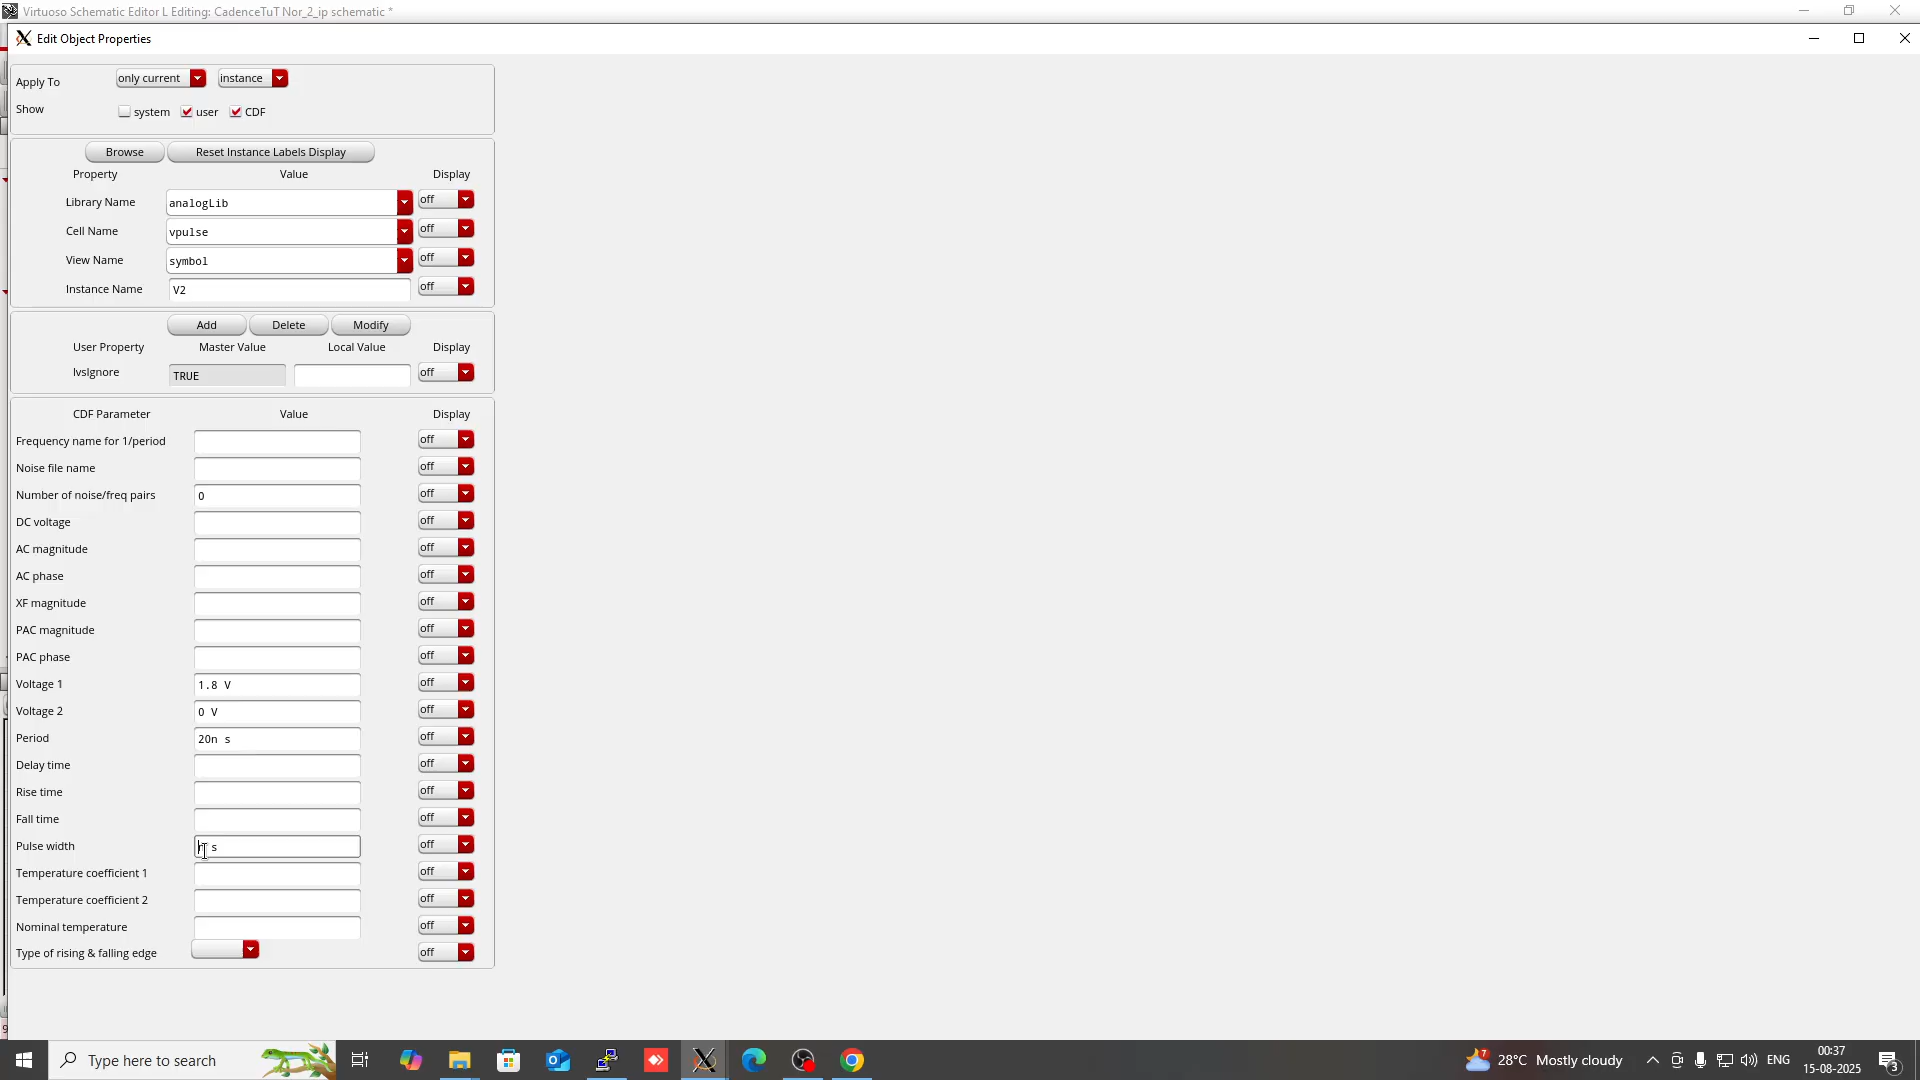 Virtuoso Schematic Editor L Editing: CadenceTuT Nor_2_ip schematic *
Edit Object Properties
Apply To only current instance
Show system user CDF
Browse Reset Instance Labels Display
Property Value Display
Library Name analogLib off
Cell Name vpulse off
View Name symbol off
Instance Name V2 off
Add Delete Modify
User Property Master Value Local Value Display
lvsIgnore TRUE off
CDF Parameter Value Display
Frequency name for 1/period off
Noise file name off
Number of noise/freq pairs 0 off
DC voltage off
AC magnitude off
AC phase off
XF magnitude off
PAC magnitude off
PAC phase off
Voltage 1 1.8 V off
Voltage 2 0 V off
Period 20n s off
Delay time off
Rise time off
Fall time off
Pulse width s off
Temperature coefficient 1 off
Temperature coefficient 2 off
Nominal temperature off
Type of rising & falling edge off
Type here to search
28°C Mostly cloudy
ENG
00:37
15-08-2025